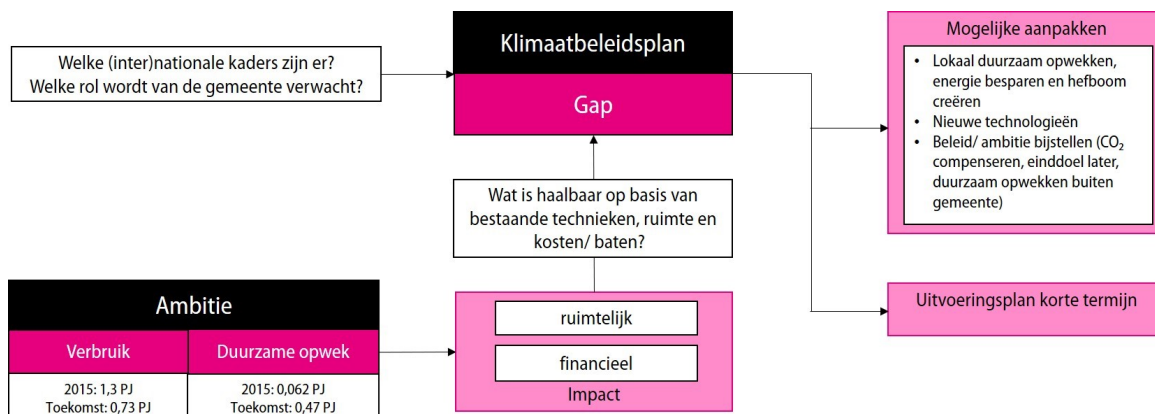 Welke (inter)nationale kaders zijn er?
Welke rol wordt van de gemeente verwacht?
Klimaatbeleidsplan
Gap
Mogelijke aanpakken
• Lokaal duurzaam opwekken,
energie besparen en hefboom
creëren
• Nieuwe technologieën
• Beleid/ ambitie bijstellen (CO₂
compenseren, einddoel later,
duurzaam opwekken buiten
gemeente)
Wat is haalbaar op basis van
bestaande technieken, ruimte en
kosten/ baten?
Ambitie
Verbruik
Duurzame opwek
2015: 1,3 PJ
Toekomst: 0,73 PJ
2015: 0,062 PJ
Toekomst: 0,47 PJ
ruimtelijk
financieel
Impact
Uitvoeringsplan korte termijn